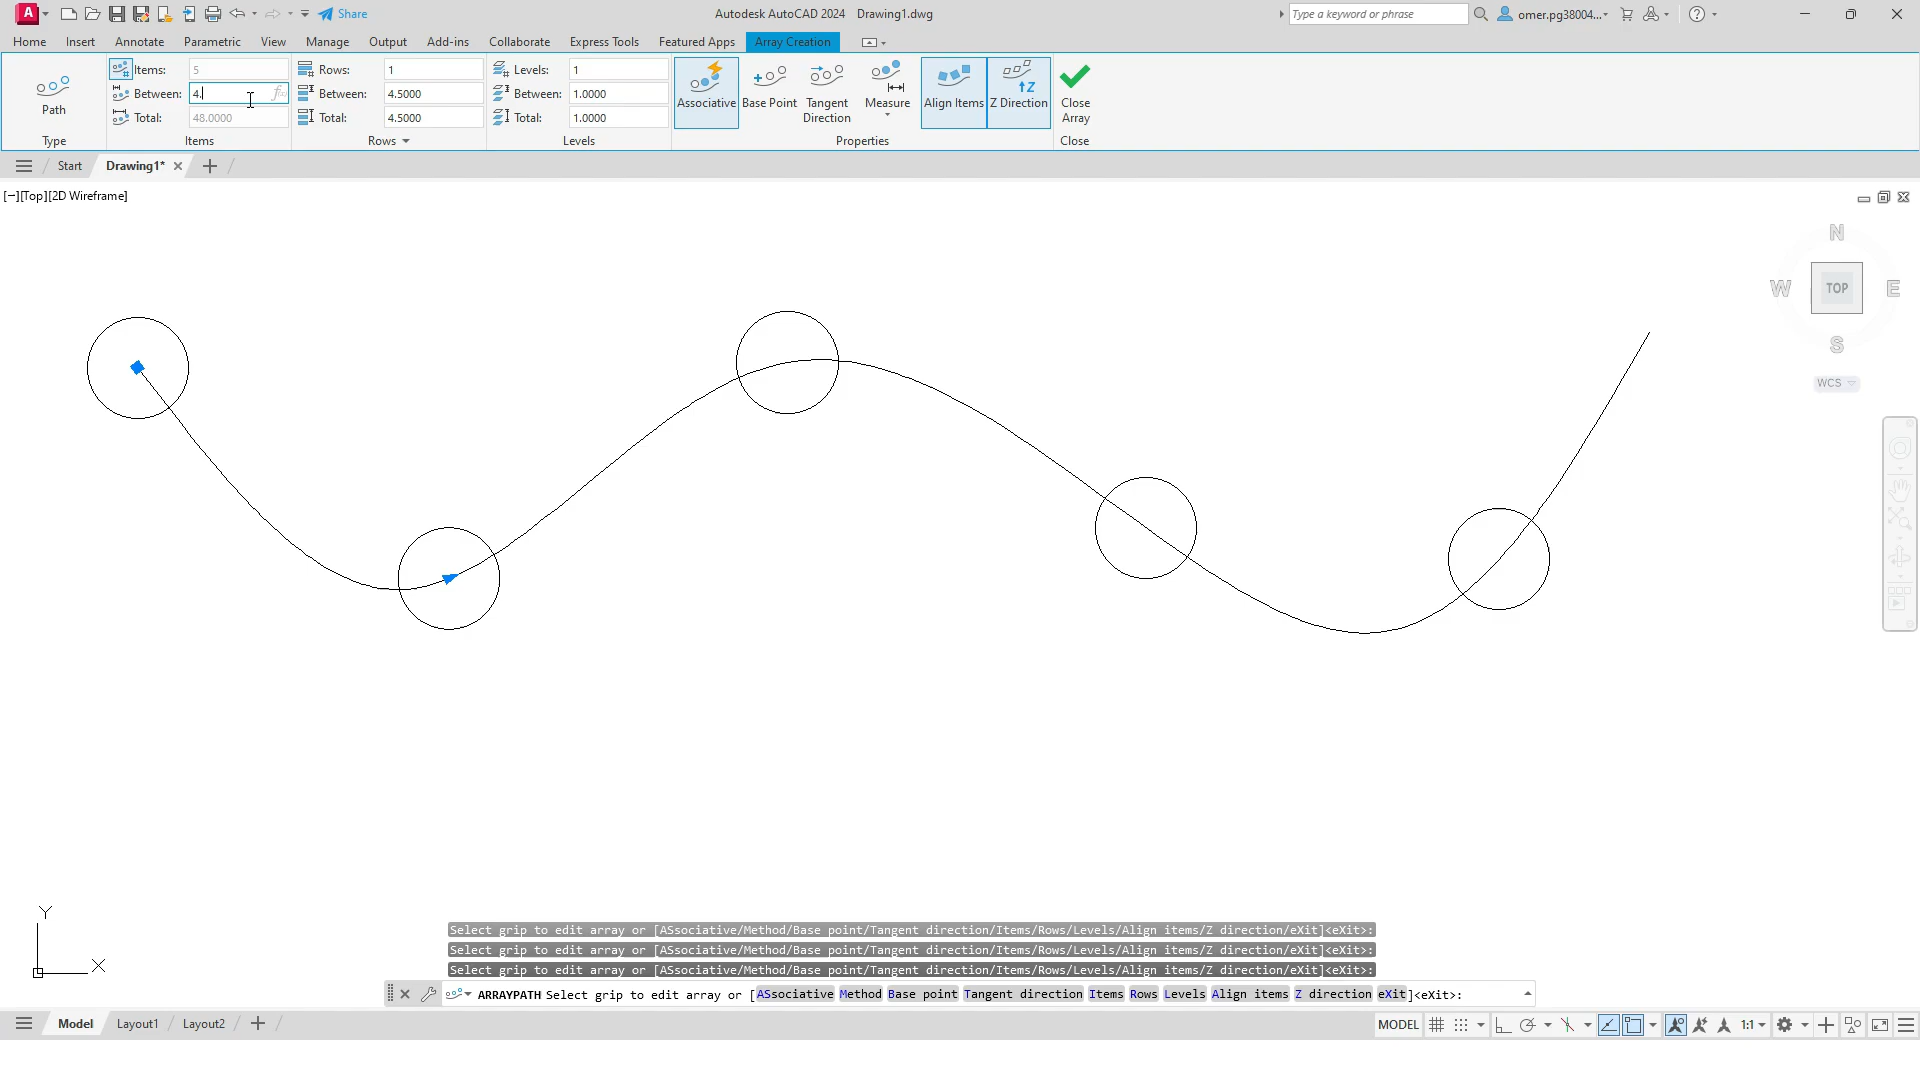 A Share Autodesk AutoCAD 2024 Drawing1.dwg Type a keyword or phrase omer.pg38004...
Home Insert Annotate Parametric View Manage Output Add-ins Collaborate Express Tools Featured Apps Array Creation
Path
Type
Items: 5
Between: 4.
Total: 48.0000
Items
Rows: 1
Between: 4.5000
Total: 4.5000
Rows
Levels: 1
Between: 1.0000
Total: 1.0000
Levels
Associative Base Point Tangent Direction Measure Align Items Z Direction
Properties
Close Array
Close
Start Drawing1*
[−][Top][2D Wireframe]
N
W TOP E
S
WCS
Y
X
Select grip to edit array or [ASsociative/Method/Base point/Tangent direction/Items/Rows/Levels/Align items/Z direction/eXit]<eXit>:
Select grip to edit array or [ASsociative/Method/Base point/Tangent direction/Items/Rows/Levels/Align items/Z direction/eXit]<eXit>:
Select grip to edit array or [ASsociative/Method/Base point/Tangent direction/Items/Rows/Levels/Align items/Z direction/eXit]<eXit>:
ARRAYPATH Select grip to edit array or [ASsociative Method Base point Tangent direction Items Rows Levels Align items Z direction eXit]<eXit>:
Model Layout1 Layout2 MODEL 1:1